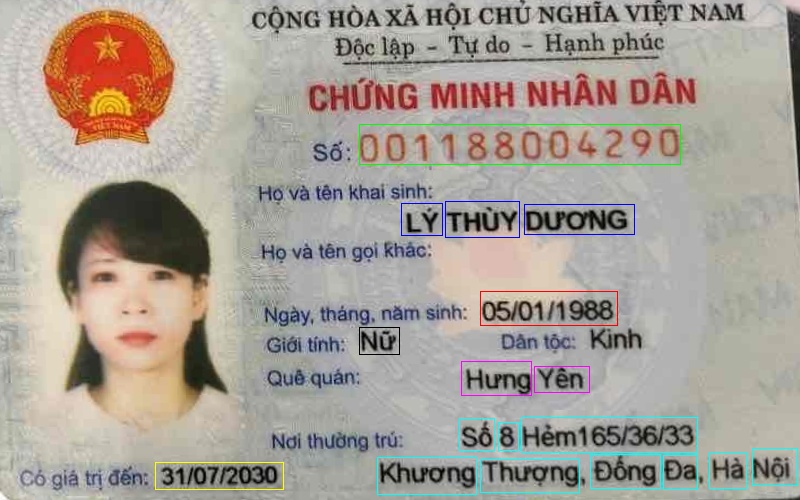 CỘNG HÒA XÃ HỘI CHỦ NGHĨA VIỆT NAM
Độc lập - Tự do - Hạnh phúc
CHỨNG MINH NHÂN DÂN
Số: 001188004290
Họ và tên khai sinh:
LÝ THÙY DƯƠNG
Họ và tên gọi khác:
Ngày, tháng, năm sinh: 05/01/1988
Giới tính: Nữ Dân tộc: Kinh
Quê quán: Hưng Yên
Nơi thường trú: Số 8 Hẻm165/36/33
Khương Thượng, Đống Đa, Hà Nội
Có giá trị đến: 31/07/2030